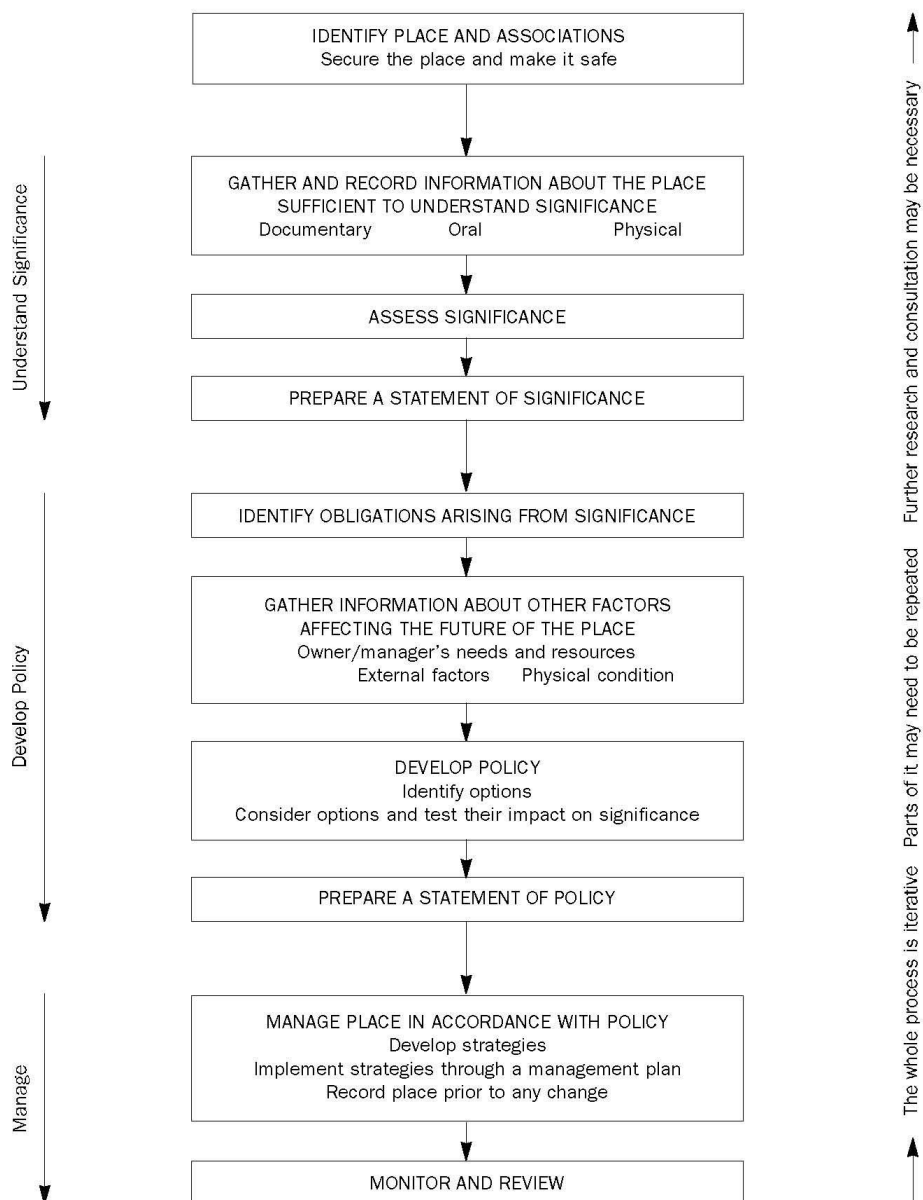 IDENTIFY PLACE AND ASSOCIATIONS
Secure the place and make it safe
Understand Significance
GATHER AND RECORD INFORMATION ABOUT THE PLACE
SUFFICIENT TO UNDERSTAND SIGNIFICANCE
Documentary Oral Physical
ASSESS SIGNIFICANCE
PREPARE A STATEMENT OF SIGNIFICANCE
Develop Policy
IDENTIFY OBLIGATIONS ARISING FROM SIGNIFICANCE
GATHER INFORMATION ABOUT OTHER FACTORS
AFFECTING THE FUTURE OF THE PLACE
Owner/manager's needs and resources
External factors Physical condition
DEVELOP POLICY
Identify options
Consider options and test their impact on significance
PREPARE A STATEMENT OF POLICY
Manage
MANAGE PLACE IN ACCORDANCE WITH POLICY
Develop strategies
Implement strategies through a management plan
Record place prior to any change
MONITOR AND REVIEW
The whole process is iterative Parts of it may need to be repeated Further research and consultation may be necessary